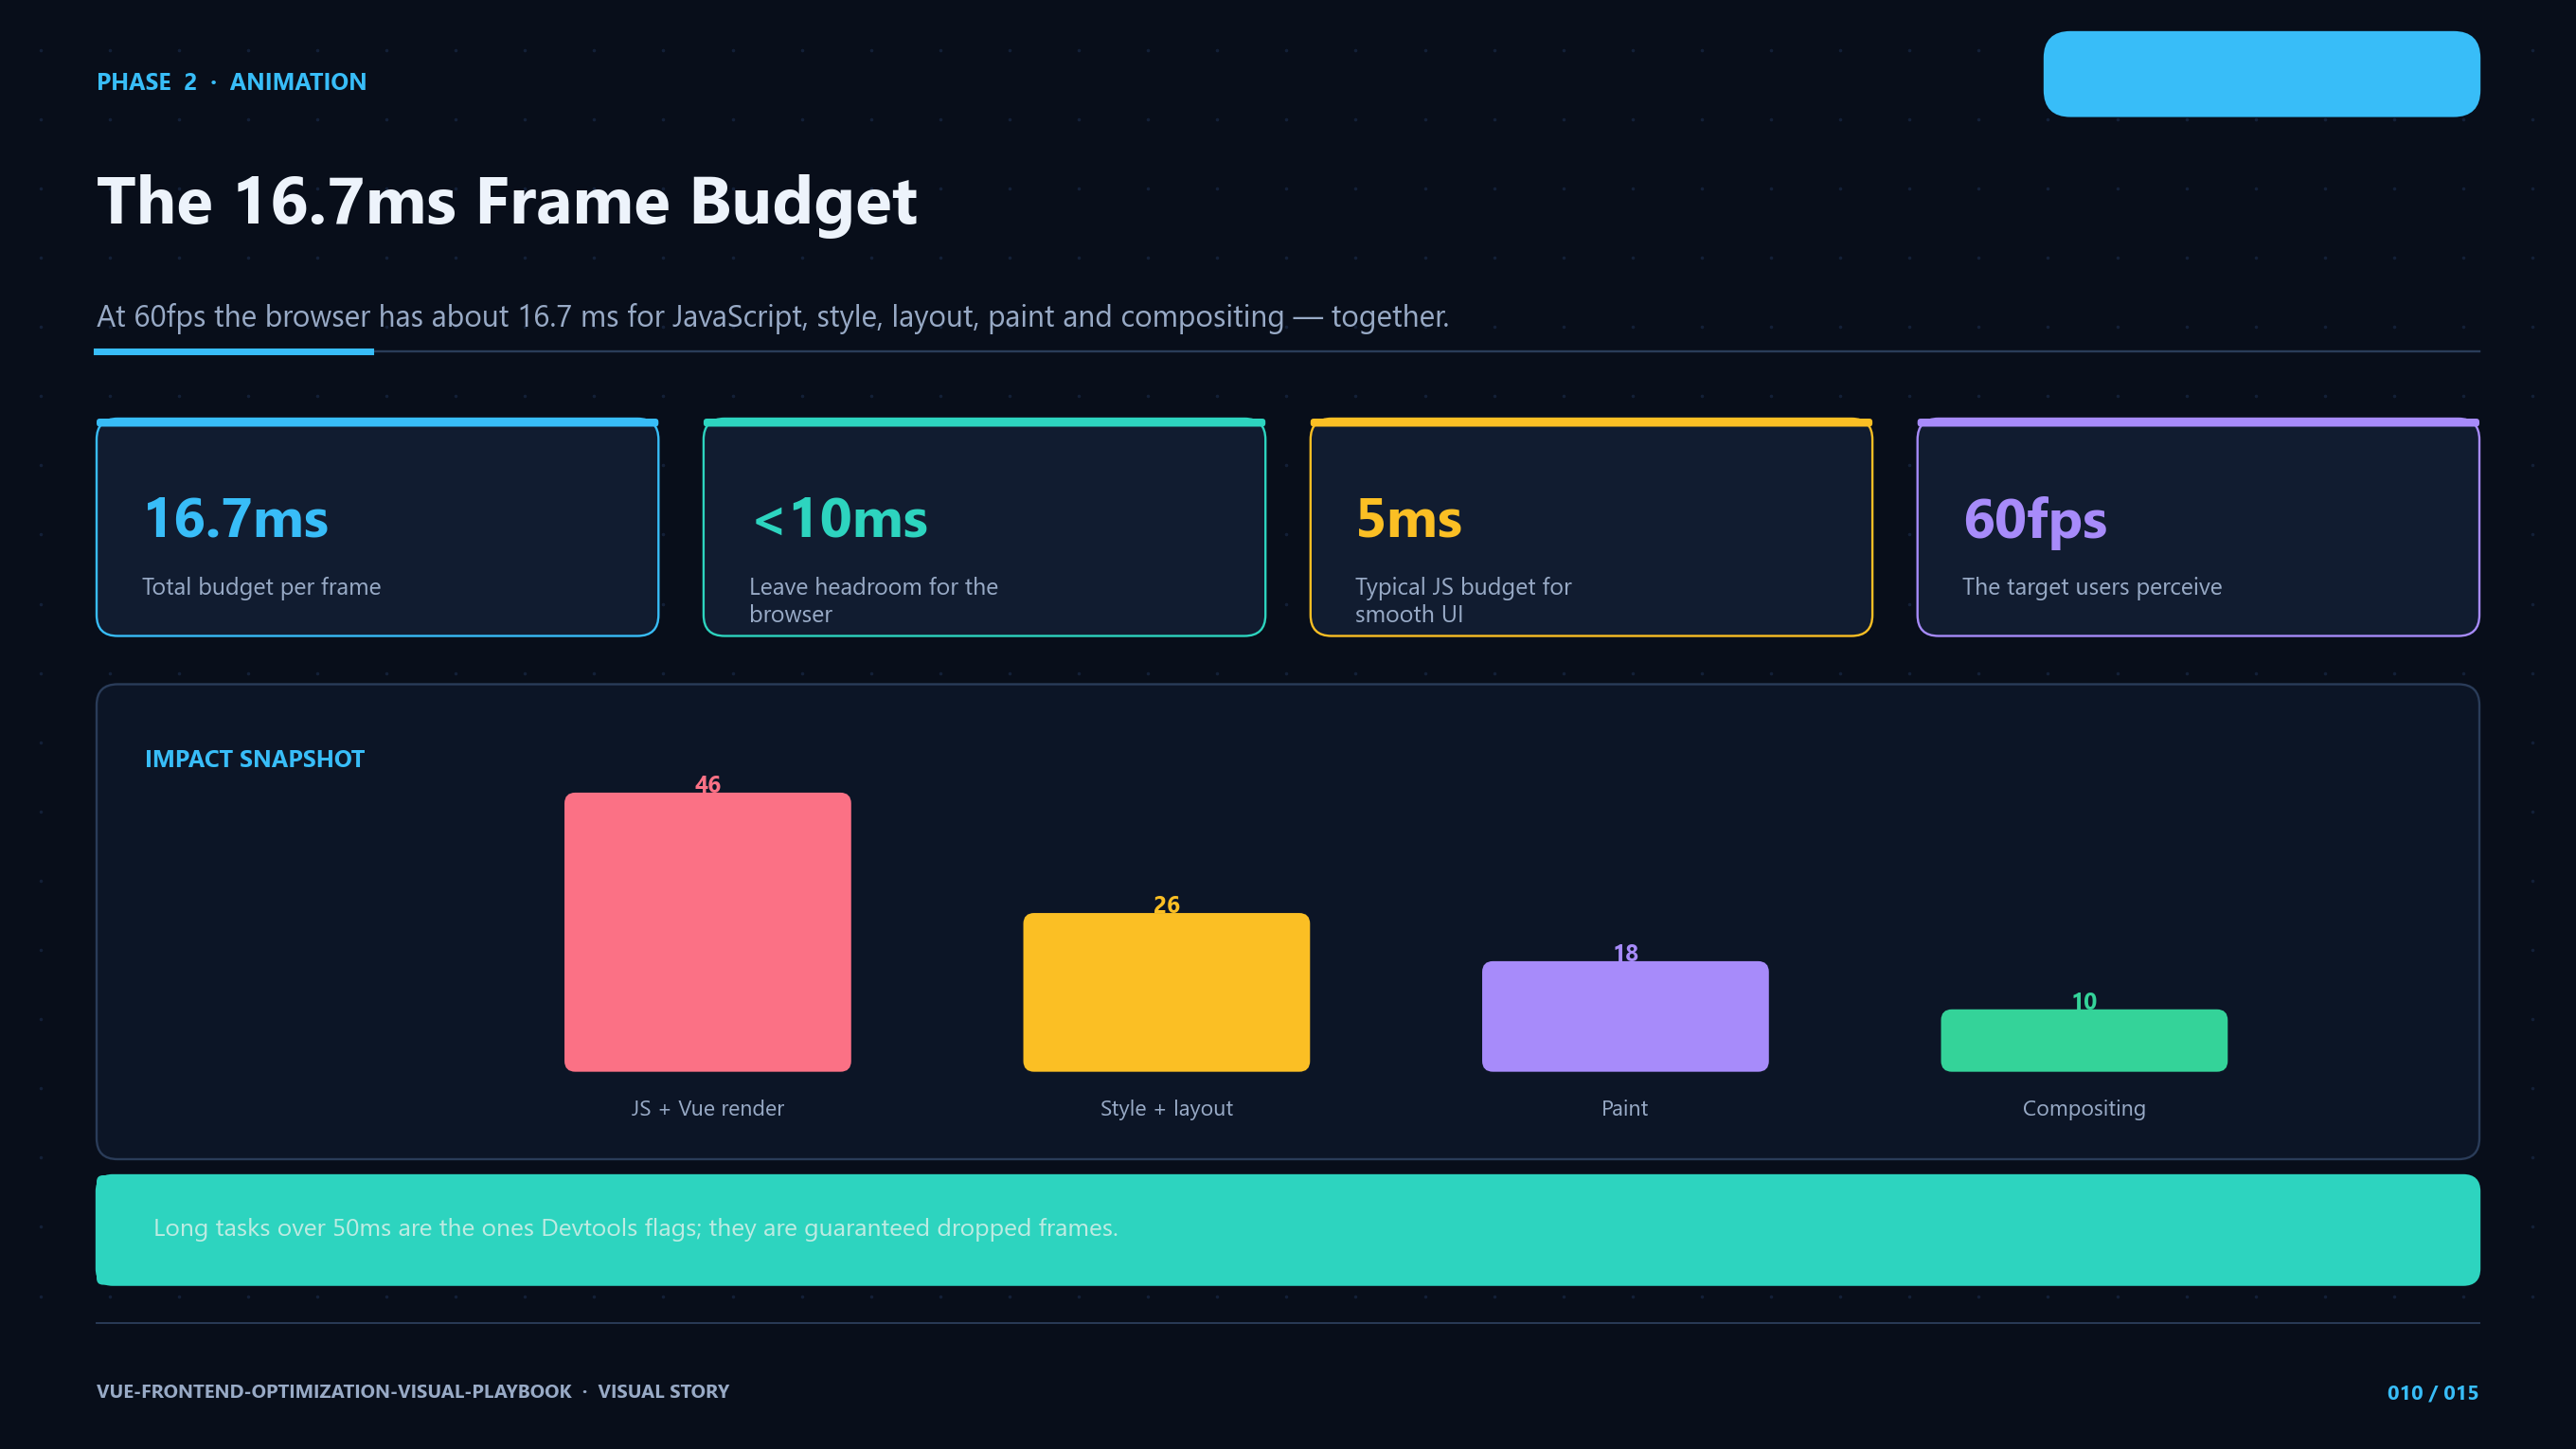 PHASE 2 · ANIMATION
The 16.7ms Frame Budget
At 60fps the browser has about 16.7 ms for JavaScript, style, layout, paint and compositing — together.
16.7ms
Total budget per frame
<10ms
Leave headroom for the
browser
5ms
Typical JS budget for
smooth UI
60fps
The target users perceive
IMPACT SNAPSHOT
46
26
18
10
JS + Vue render
Style + layout
Paint
Compositing
Long tasks over 50ms are the ones Devtools flags; they are guaranteed dropped frames.
VUE-FRONTEND-OPTIMIZATION-VISUAL-PLAYBOOK · VISUAL STORY
010 / 015